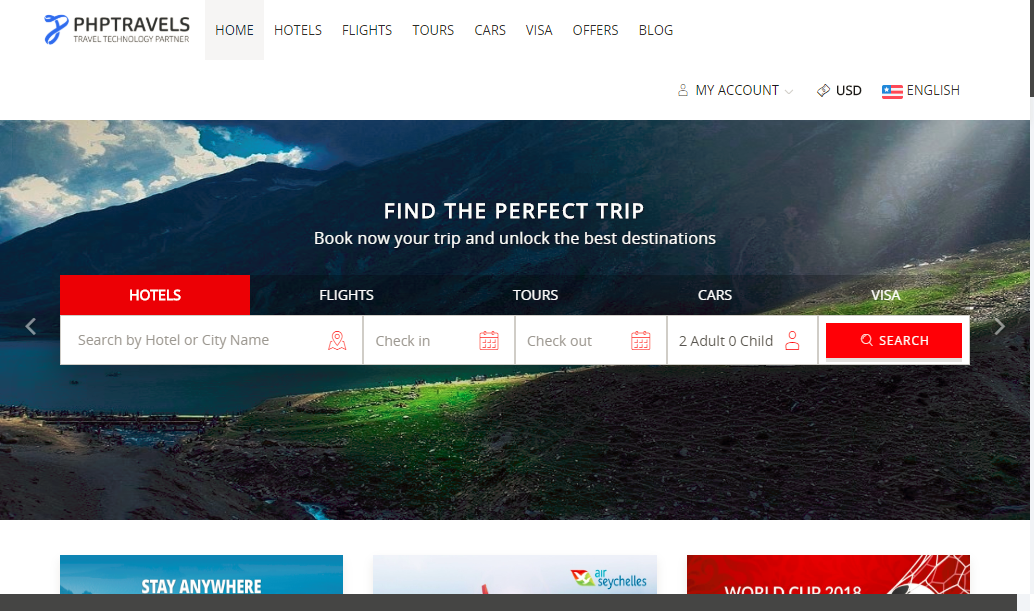 PHPTRAVELS
TRAVEL TECHNOLOGY PARTNER
HOME HOTELS FLIGHTS TOURS CARS VISA OFFERS BLOG
MY ACCOUNT USD ENGLISH
FIND THE PERFECT TRIP
Book now your trip and unlock the best destinations
HOTELS FLIGHTS TOURS CARS VISA
Search by Hotel or City Name Check in Check out 2 Adult 0 Child SEARCH
STAY ANYWHERE
air
seychelles
WORLD CUP 2018